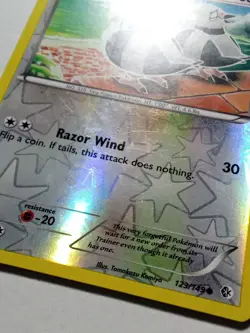 Razor Wind 30
Flip a coin. If tails, this attack does nothing.
resistance
-20
This very forgetful Pokémon will
wait for a new order from its
Trainer even though it already
has one.
Illus. Tomokazu Komiya
123/149